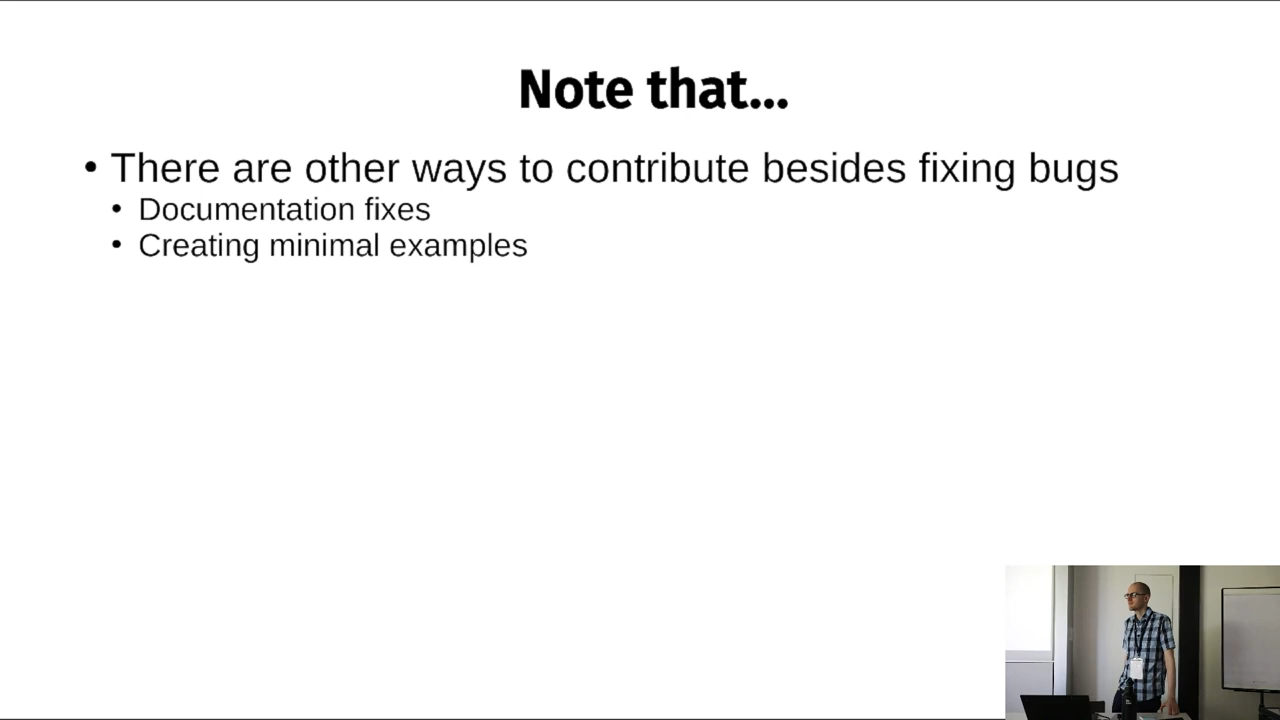 Note that...
• There are other ways to contribute besides fixing bugs
• Documentation fixes
• Creating minimal examples